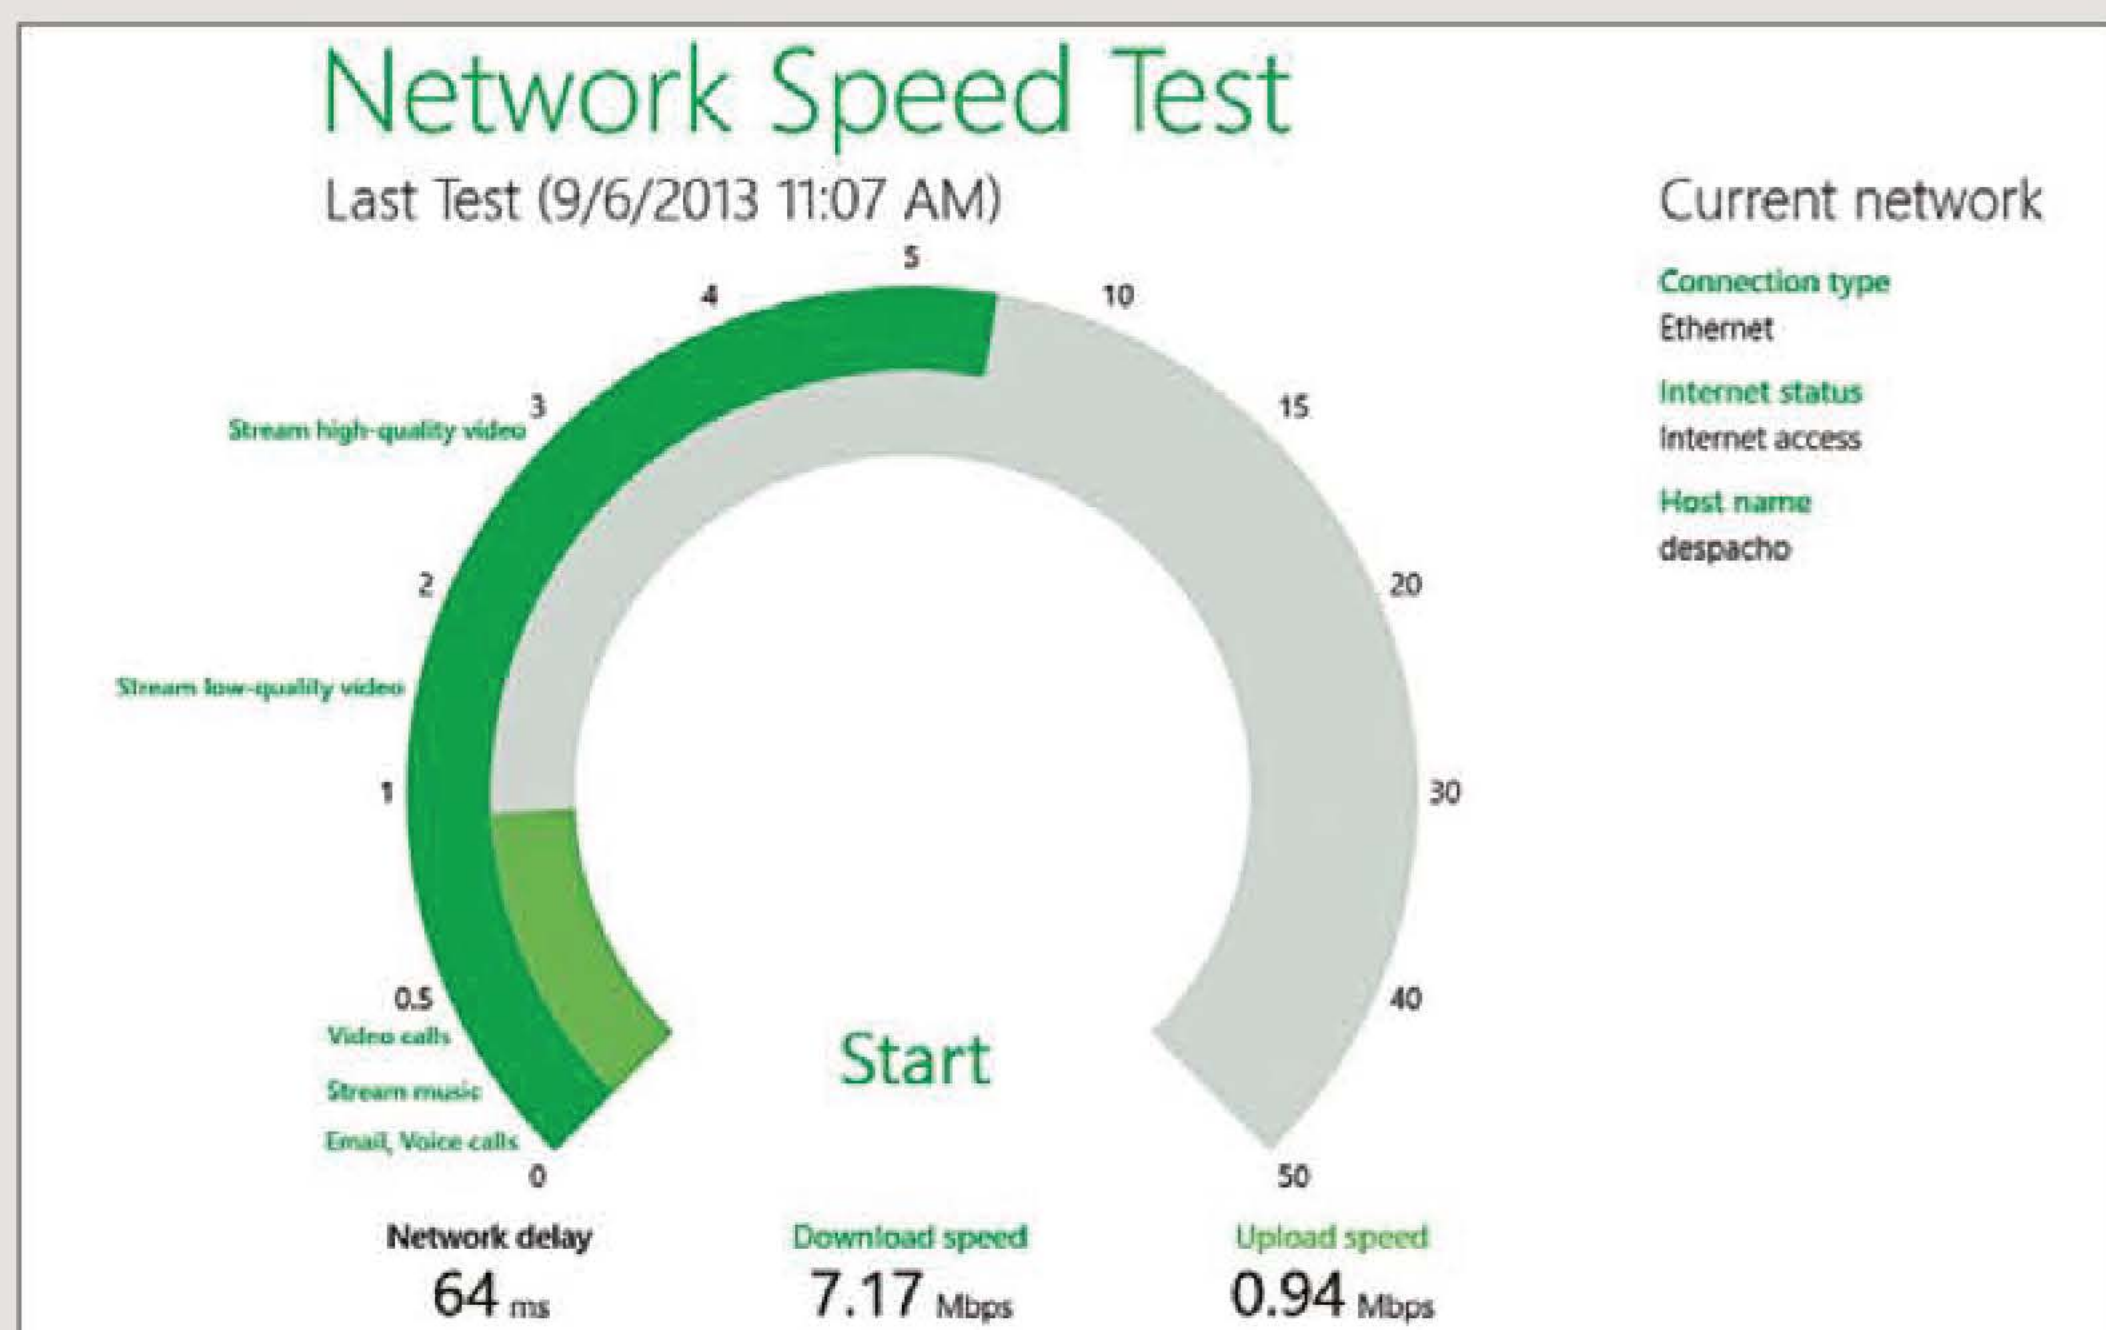 Network Speed Test
Last Test (9/6/2013 11:07 AM)
5
4
10
3
15
Stream high-quality video
2
20
Stream low-quality video
1
30
0.5
40
Video calls
Stream music
Email, Voice calls
0
50
Start
Network delay
64 ms
Download speed
7.17 Mbps
Upload speed
0.94 Mbps
Current network
Connection type
Ethernet
Internet status
Internet access
Host name
despacho